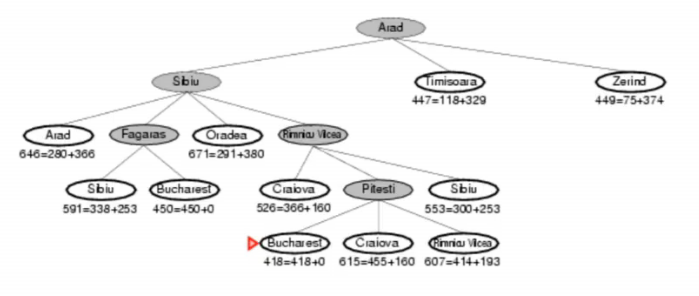 Arad
Sibiu
Timisoara
Zerind
447=118+329
449=75+374
Arad
Fagaras
Oradea
Rimnicu Vilcea
646=280+366
671=291+380
Sibiu
Bucharest
Craiova
Pitesti
Sibiu
591=338+253
450=450+0
526=366+160
553=300+253
Bucharest
Craiova
Rimnicu Vilcea
418=418+0
615=455+160
607=414+193